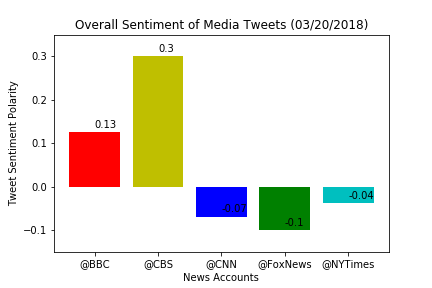 Overall Sentiment of Media Tweets (03/20/2018)
Tweet Sentiment Polarity
0.3
0.2
0.1
0.0
−0.1
0.13
0.3
-0.07
-0.1
-0.04
@BBC @CBS @CNN @FoxNews @NYTimes
News Accounts